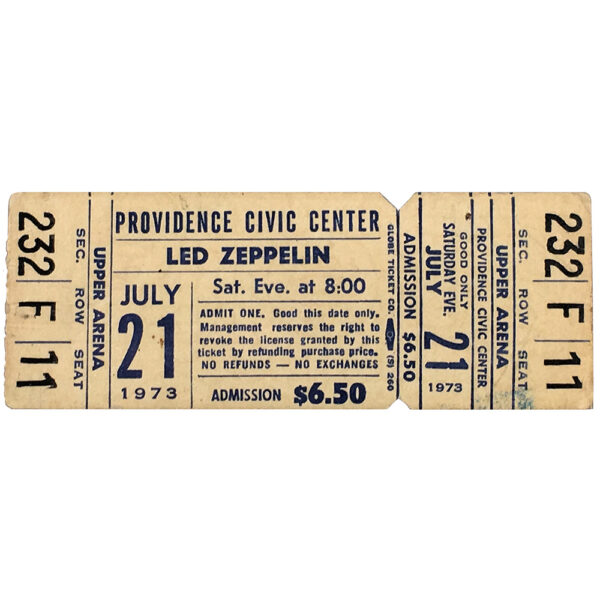 232 F 11
SEC. ROW SEAT
UPPER ARENA
PROVIDENCE CIVIC CENTER
LED ZEPPELIN
JULY
21
1973
Sat. Eve. at 8:00
ADMIT ONE. Good this date only.
Management reserves the right to
revoke the license granted by this
ticket by refunding purchase price.
NO REFUNDS — NO EXCHANGES
ADMISSION $6.50
GLOBE TICKET CO. (9) 260
ADMISSION $6.50
JULY
21
1973
SATURDAY EVE.
GOOD ONLY
PROVIDENCE CIVIC CENTER
UPPER ARENA
SEC. ROW SEAT
232 F 11